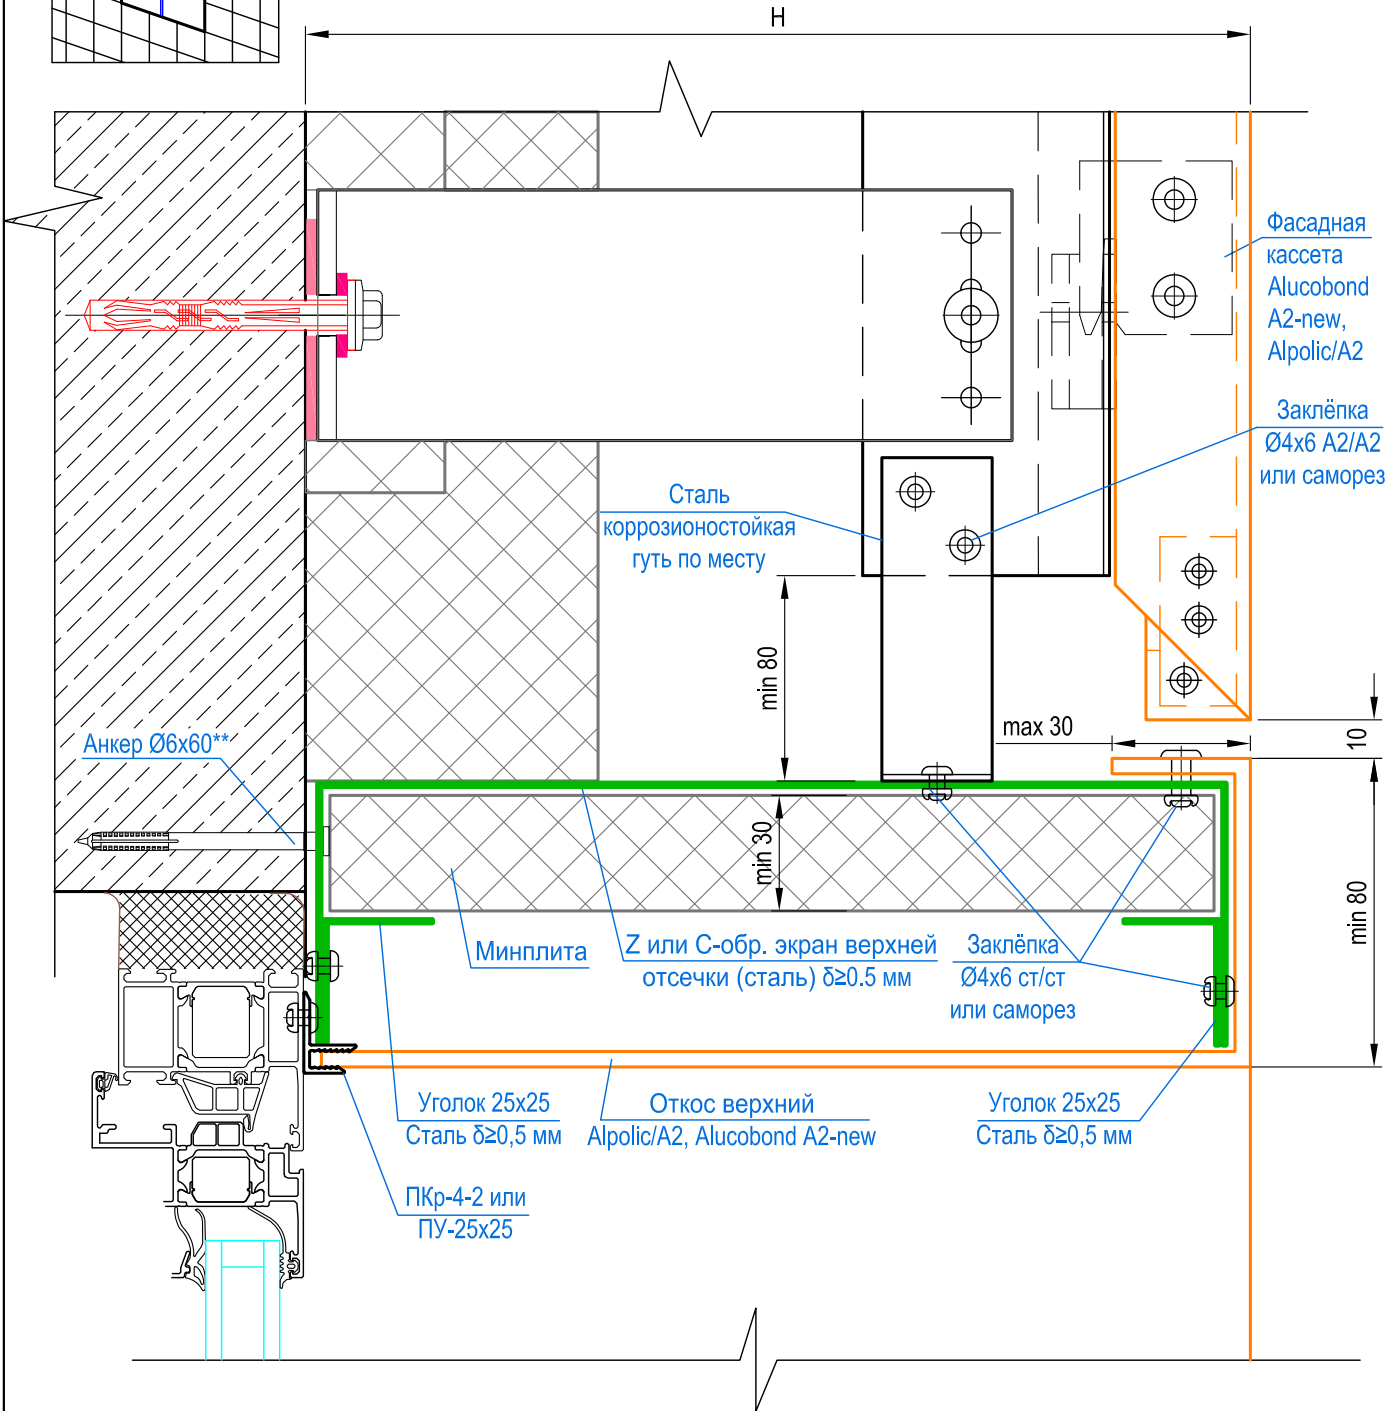 H
Фасадная
кассета
Alucobond
A2-new,
Alpolic/A2
Заклёпка
Ø4x6 A2/A2
или саморез
Сталь
коррозионостойкая
гуть по месту
min 80
max 30
10
Анкер Ø6x60**
min 30
min 80
Минплита
Z или С-обр. экран верхней
отсечки (сталь) δ≥0.5 мм
Заклёпка
Ø4x6 ст/ст
или саморез
Уголок 25x25
Сталь δ≥0,5 мм
Откос верхний
Alpolic/A2, Alucobond A2-new
Уголок 25x25
Сталь δ≥0,5 мм
ПКр-4-2 или
ПУ-25x25